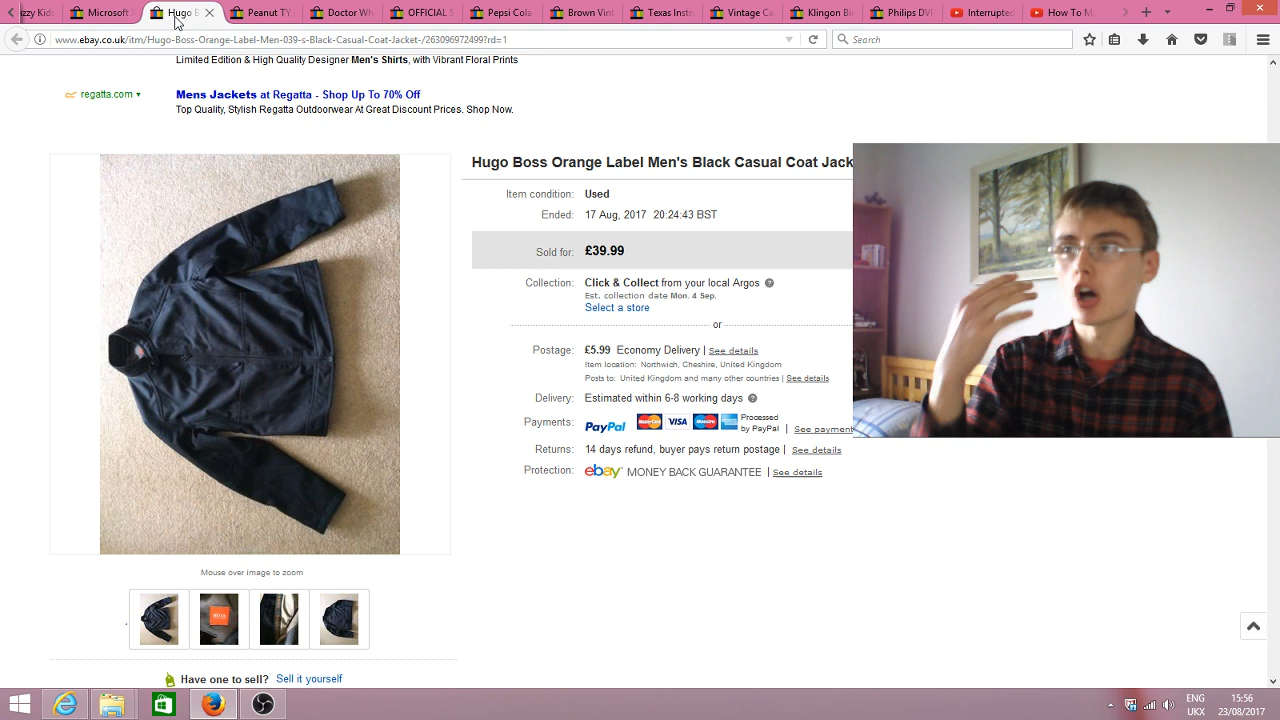 zzy Kids
Microsoft
Hugo B
Peanut TY
Doctor Wh
OFFICIAL S
Pepsi Cola
Brown Vin
Texas Instr
Vintage C
Klingon
Philips DV
Interrupted
How To M
www.ebay.co.uk/itm/Hugo-Boss-Orange-Label-Men-039-s-Black-Casual-Coat-Jacket-/263096972499?rd=1
Search
Limited Edition & High Quality Designer Men's Shirts, with Vibrant Floral Prints
regatta.com
Mens Jackets at Regatta - Shop Up To 70% Off
Top Quality, Stylish Regatta Outdoorwear At Great Discount Prices. Shop Now.
Hugo Boss Orange Label Men's Black Casual Coat Jack
Item condition: Used
Ended: 17 Aug, 2017 20:24:43 BST
Sold for: £39.99
Collection: Click & Collect from your local Argos
Est. collection date Mon. 4 Sep.
Select a store
or
Postage: £5.99 Economy Delivery | See details
Item location: Northwich, Cheshire, United Kingdom
Posts to: United Kingdom and many other countries | See details
Delivery: Estimated within 6-8 working days
Payments: PayPal MasterCard VISA Maestro Processed by PayPal | See payment
Returns: 14 days refund, buyer pays return postage | See details
Protection: ebay MONEY BACK GUARANTEE | See details
Mouse over image to zoom
BOSS
Have one to sell? Sell it yourself
ENG
UKX
15:56
23/08/2017